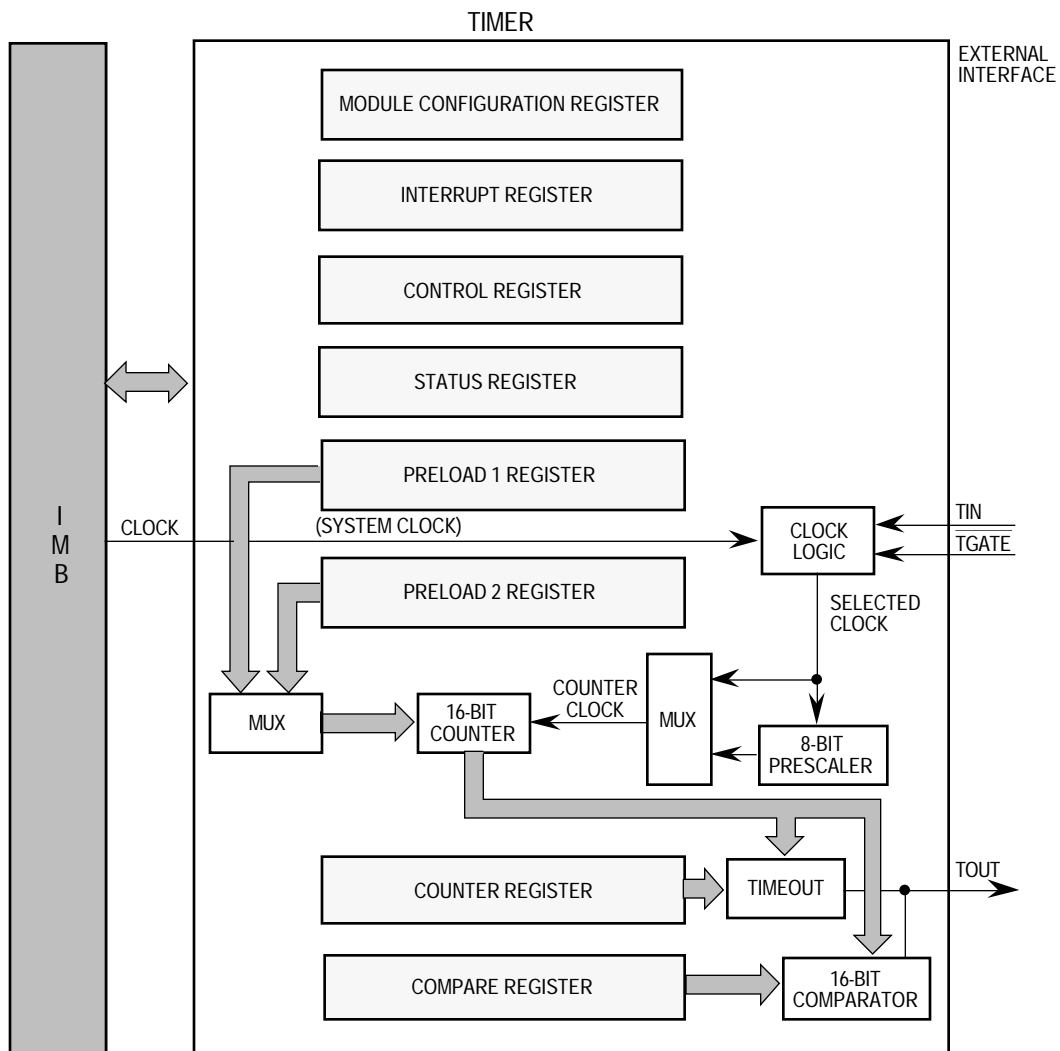 TIMER
EXTERNAL
INTERFACE
MODULE CONFIGURATION REGISTER
INTERRUPT REGISTER
CONTROL REGISTER
STATUS REGISTER
PRELOAD 1 REGISTER
I
M
B
CLOCK
(SYSTEM CLOCK)
CLOCK
LOGIC
TIN
TGATE
PRELOAD 2 REGISTER
SELECTED
CLOCK
MUX
16-BIT
COUNTER
COUNTER
CLOCK
MUX
8-BIT
PRESCALER
COUNTER REGISTER
TIMEOUT
TOUT
COMPARE REGISTER
16-BIT
COMPARATOR